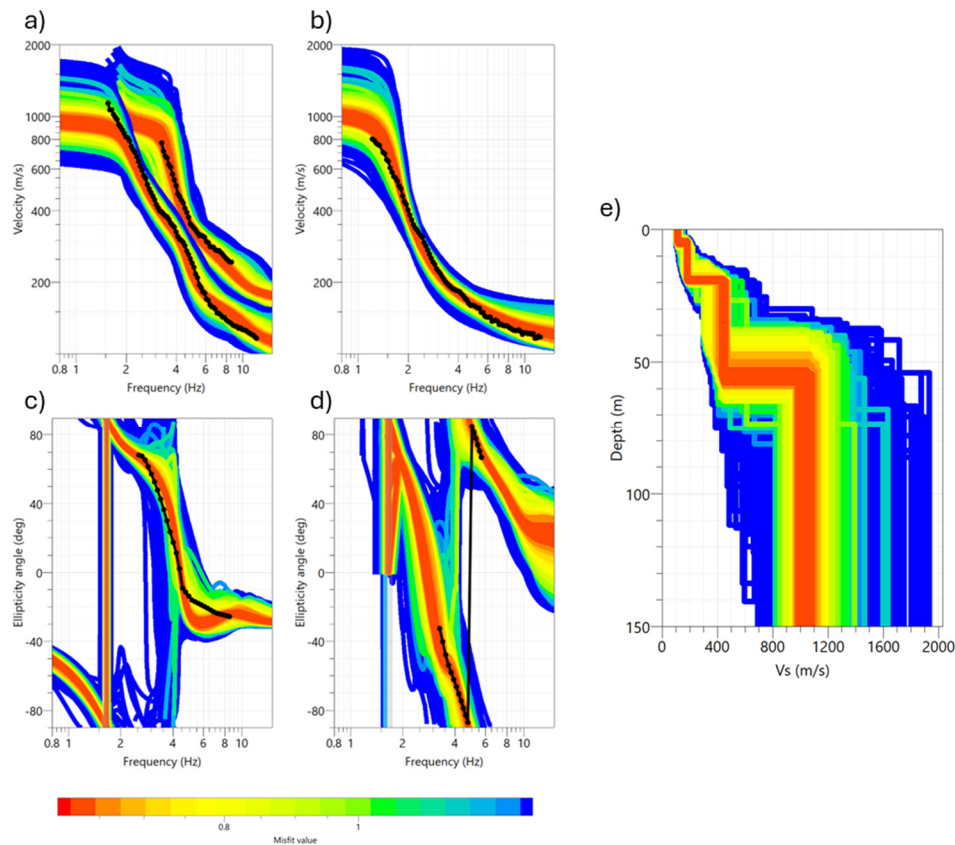 a)
2000
1000
800
600
400
200
Velocity (m/s)
0.8 1 2 4 6 8 10
Frequency (Hz)
b)
2000
1000
800
600
400
200
Velocity (m/s)
0.8 1 2 4 6 8 10
Frequency (Hz)
c)
80
40
0
-40
-80
Ellipticity angle (deg)
0.8 1 2 4 6 8 10
Frequency (Hz)
d)
80
40
0
-40
-80
Ellipticity angle (deg)
0.8 1 2 4 6 8 10
Frequency (Hz)
e)
0
50
100
150
Depth (m)
0 400 800 1200 1600 2000
Vs (m/s)
0.8 1
Misfit value